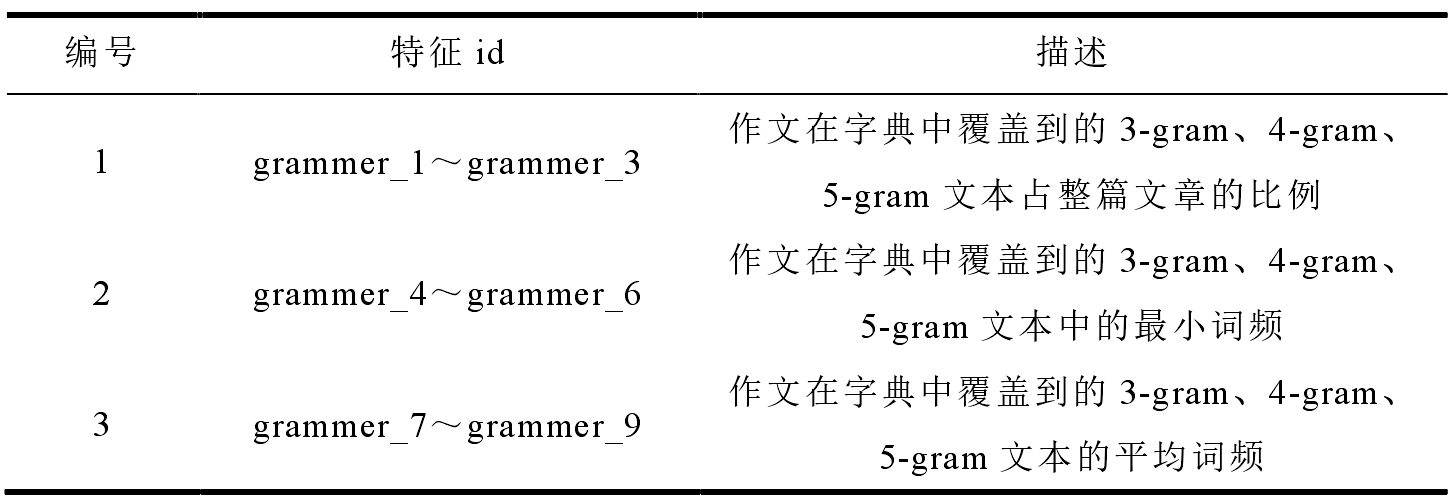 编号 特征 id 描述
作文在字典中覆盖到的 3-gram、4-gram、
1 grammer_1～grammer_3
5-gram 文本占整篇文章的比例
作文在字典中覆盖到的 3-gram、4-gram、
2 grammer_4～grammer_6
5-gram 文本中的最小词频
作文在字典中覆盖到的 3-gram、4-gram、
3 grammer_7～grammer_9
5-gram 文本的平均词频